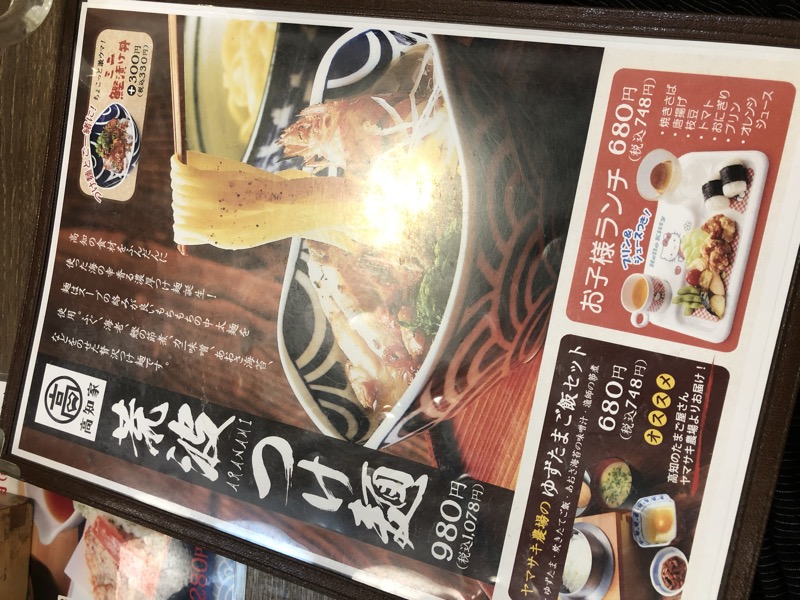 高
高知家
荒波
ARANAMI
つけ麺
980円
(税込1,078円)
高知の食材をふんだんに
使った海の幸香る濃厚つけ麺誕生！
麺はスープの絡みが良いもちもちの中太麺を
使用。ふぐ、海老、鰹の節煮、カニ味噌、あおさ海苔、
などをのせた贅沢つけ麺です。
つけ麺とご一緒に！
ちょこっと激ウマ！
ミニ
鰹漬け丼
+300円
(税込330円)
280円
ヤマサキ農場の ゆずたまご飯セット
ゆずたま・炊きたてご飯・あおさ海苔の味噌汁・漁師の節煮
680円
(税込748円)
オススメ
高知のたまご屋さん
ヤマサキ農場よりお届け！
お子様ランチ 680円
(税込748円)
プリン&
ジュースつき！
Hello Kitty
・焼きさば
・唐揚げ
・枝豆
・トマト
・おにぎり
・プリン
・オレンジ
ジュース